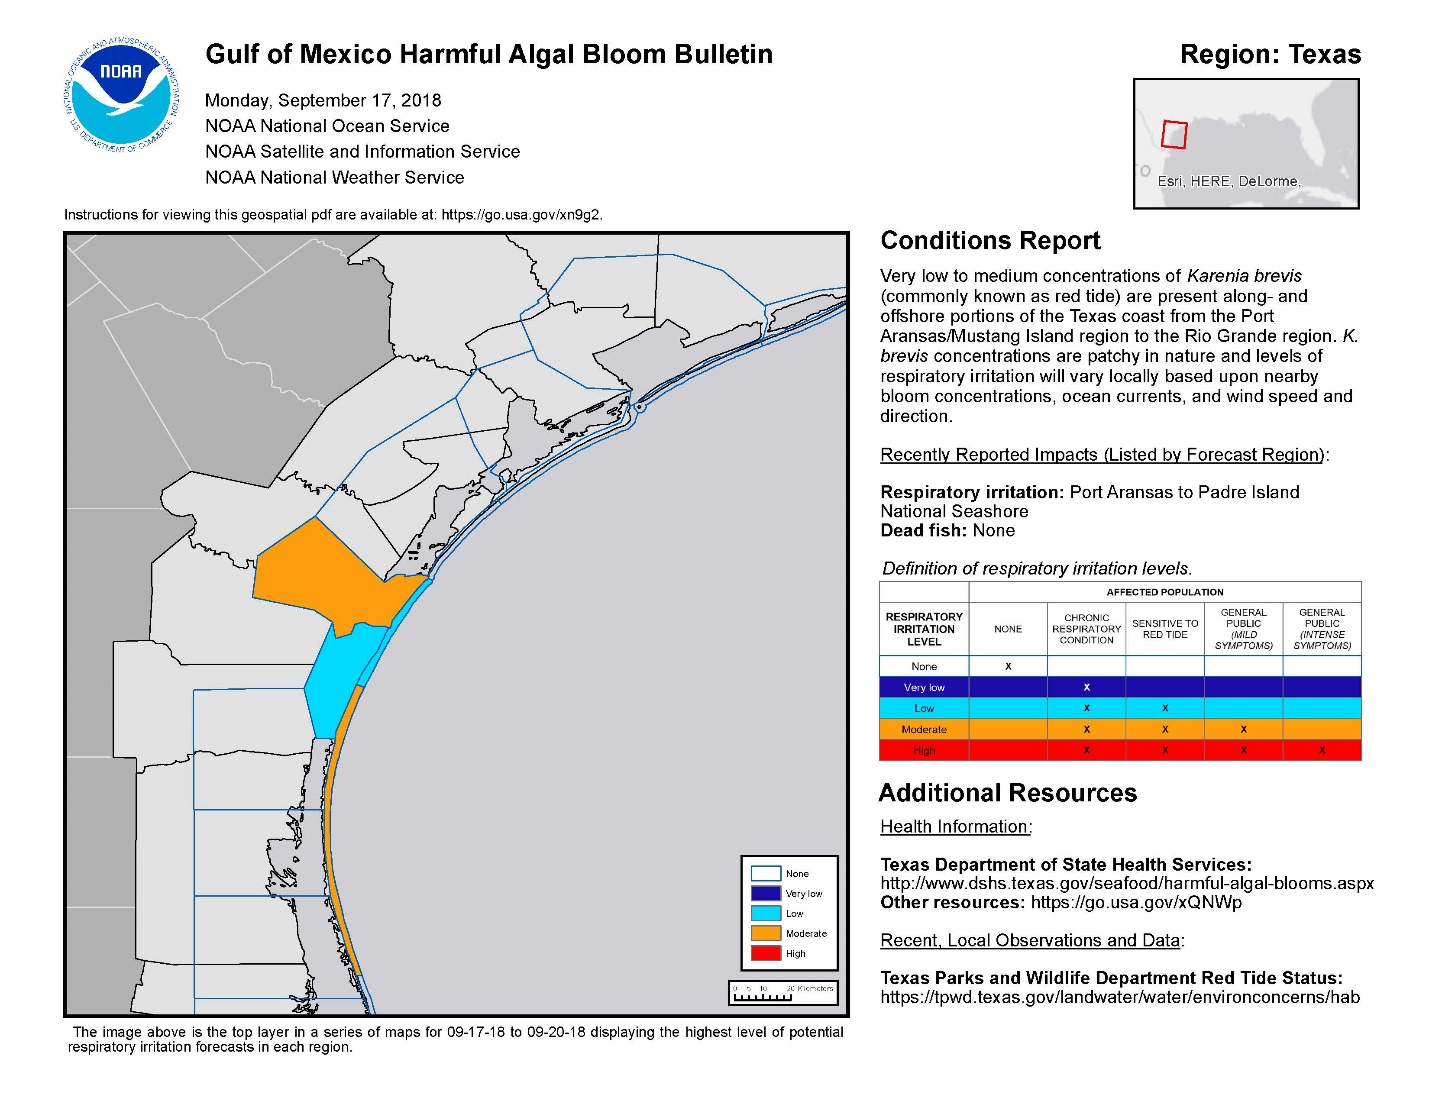 NATIONAL OCEANIC AND ATMOSPHERIC ADMINISTRATION
NOAA
U.S. DEPARTMENT OF COMMERCE
Gulf of Mexico Harmful Algal Bloom Bulletin
Monday, September 17, 2018
NOAA National Ocean Service
NOAA Satellite and Information Service
NOAA National Weather Service
Instructions for viewing this geospatial pdf are available at: https://go.usa.gov/xn9g2.
Region: Texas
Esri, HERE, DeLorme,
None
Very low
Low
Moderate
High
0 5 10 20 Kilometers
The image above is the top layer in a series of maps for 09-17-18 to 09-20-18 displaying the highest level of potential
respiratory irritation forecasts in each region.
Conditions Report
Very low to medium concentrations of Karenia brevis
(commonly known as red tide) are present along- and
offshore portions of the Texas coast from the Port
Aransas/Mustang Island region to the Rio Grande region. K.
brevis concentrations are patchy in nature and levels of
respiratory irritation will vary locally based upon nearby
bloom concentrations, ocean currents, and wind speed and
direction.
Recently Reported Impacts (Listed by Forecast Region):
Respiratory irritation: Port Aransas to Padre Island
National Seashore
Dead fish: None
Definition of respiratory irritation levels.
AFFECTED POPULATION
RESPIRATORY IRRITATION LEVEL NONE CHRONIC RESPIRATORY CONDITION SENSITIVE TO RED TIDE GENERAL PUBLIC (MILD SYMPTOMS) GENERAL PUBLIC (INTENSE SYMPTOMS)
None X
Very low X
Low X X
Moderate X X X
High X X X X
Additional Resources
Health Information:
Texas Department of State Health Services:
http://www.dshs.texas.gov/seafood/harmful-algal-blooms.aspx
Other resources: https://go.usa.gov/xQNWp
Recent, Local Observations and Data:
Texas Parks and Wildlife Department Red Tide Status:
https://tpwd.texas.gov/landwater/water/environconcerns/hab